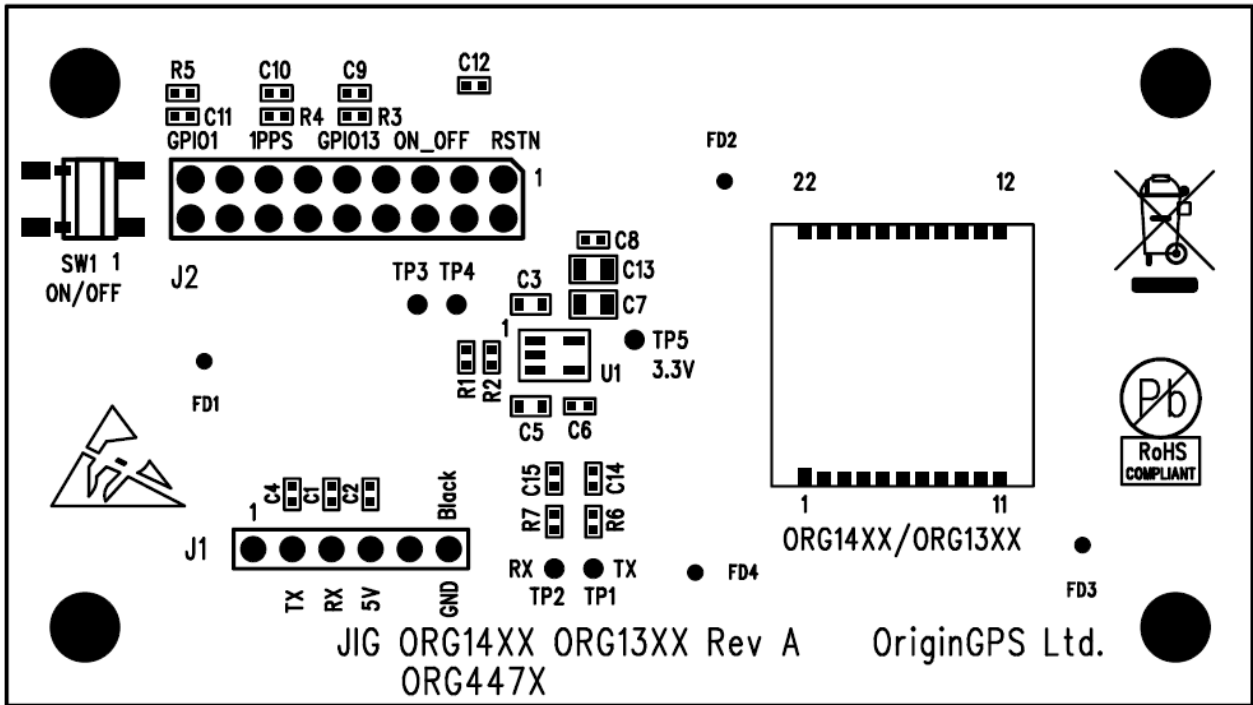 R5 C10 C9 C12
C11 R4 R3
GPIO1 1PPS GPIO13 ON_OFF RSTN
FD2
1
22 12
SW1 1
ON/OFF
J2
C8
TP3 TP4
C3
C13
C7
1
TP5
3.3V
R1
R2
U1
FD1
C5 C6
Pb
RoHS
COMPLIANT
C15
C14
C4
C1
C2
Black
1
R7
R6
1 11
J1
ORG14XX/ORG13XX
RX TX
TP2 TP1
FD4
FD3
TX
RX
5V
GND
JIG ORG14XX ORG13XX Rev A OriginGPS Ltd.
ORG447X